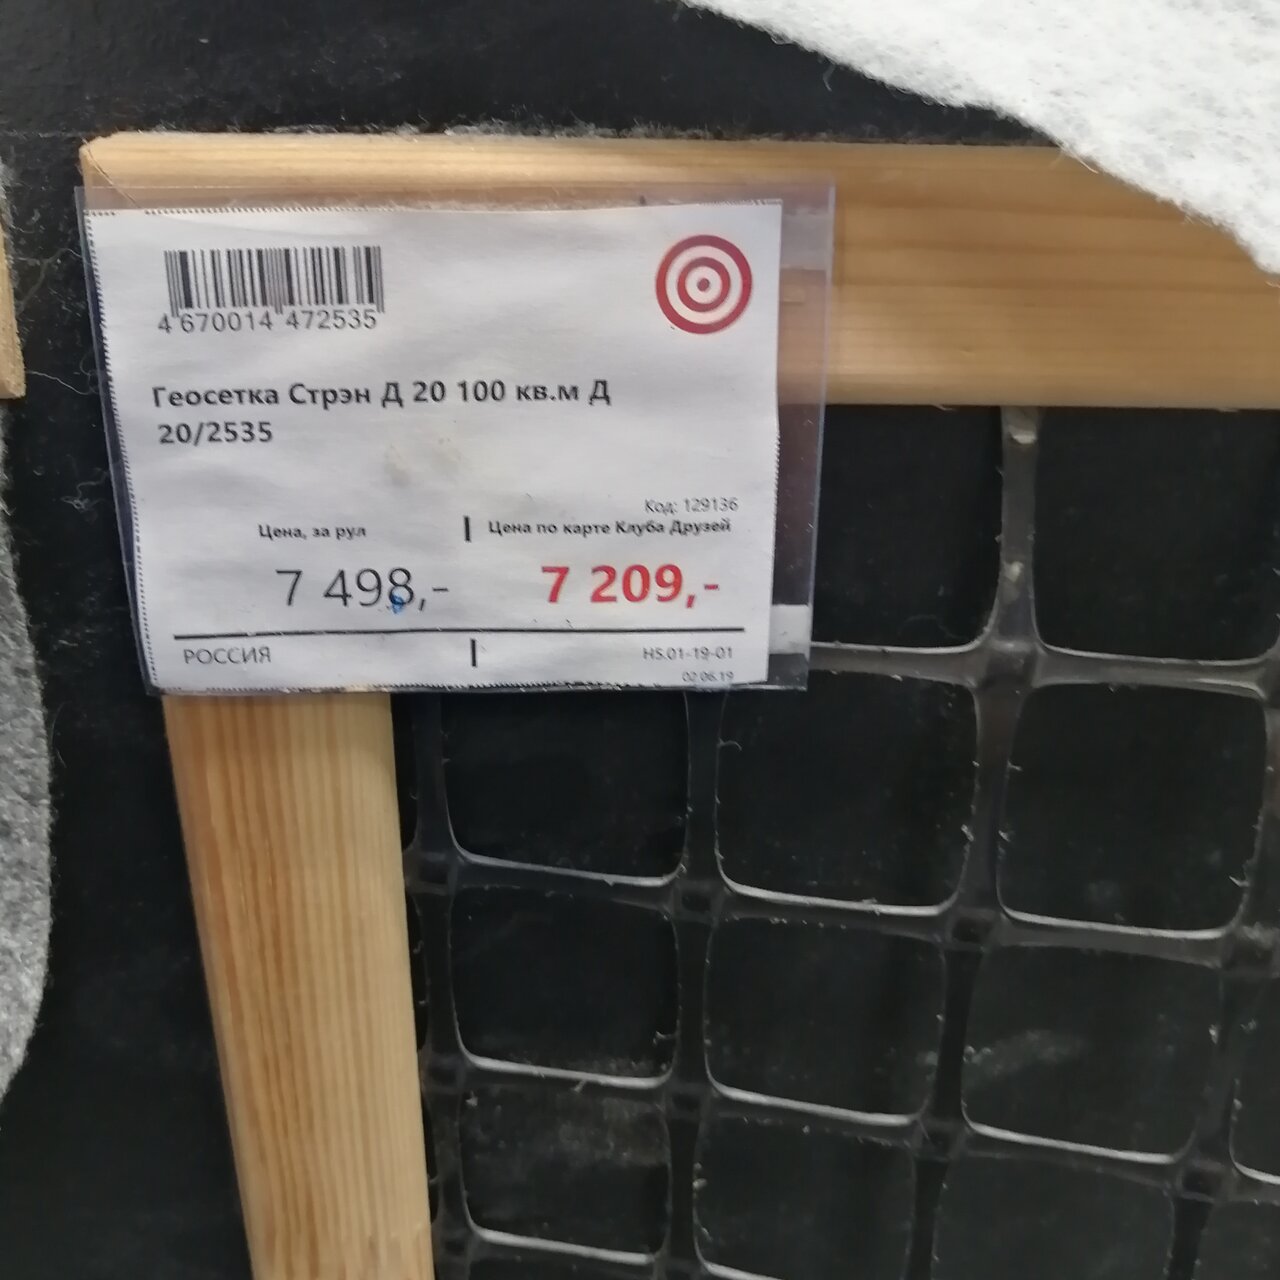 4 670014 472535
Геосетка Стрэн Д 20 100 кв.м Д
20/2535
Код: 129136
Цена, за рул | Цена по карте Клуба Друзей
7 498,- 7 209,-
РОССИЯ | HS.01-19-01
02.06.19